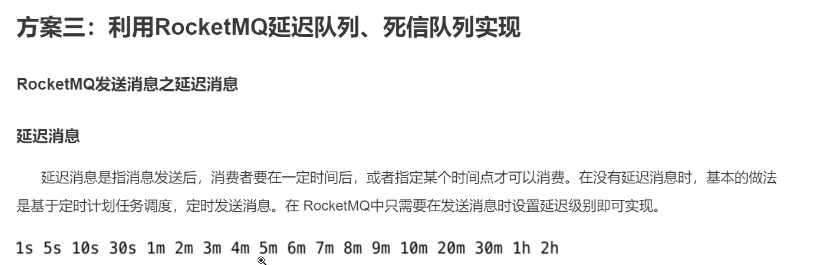 方案三：利用RocketMQ延迟队列、死信队列实现
RocketMQ发送消息之延迟消息
延迟消息
延迟消息是指消息发送后，消费者要在一定时间后，或者指定某个时间点才可以消费。在没有延迟消息时，基本的做法
是基于定时计划任务调度，定时发送消息。在 RocketMQ中只需要在发送消息时设置延迟级别即可实现。
1s 5s 10s 30s 1m 2m 3m 4m 5m 6m 7m 8m 9m 10m 20m 30m 1h 2h